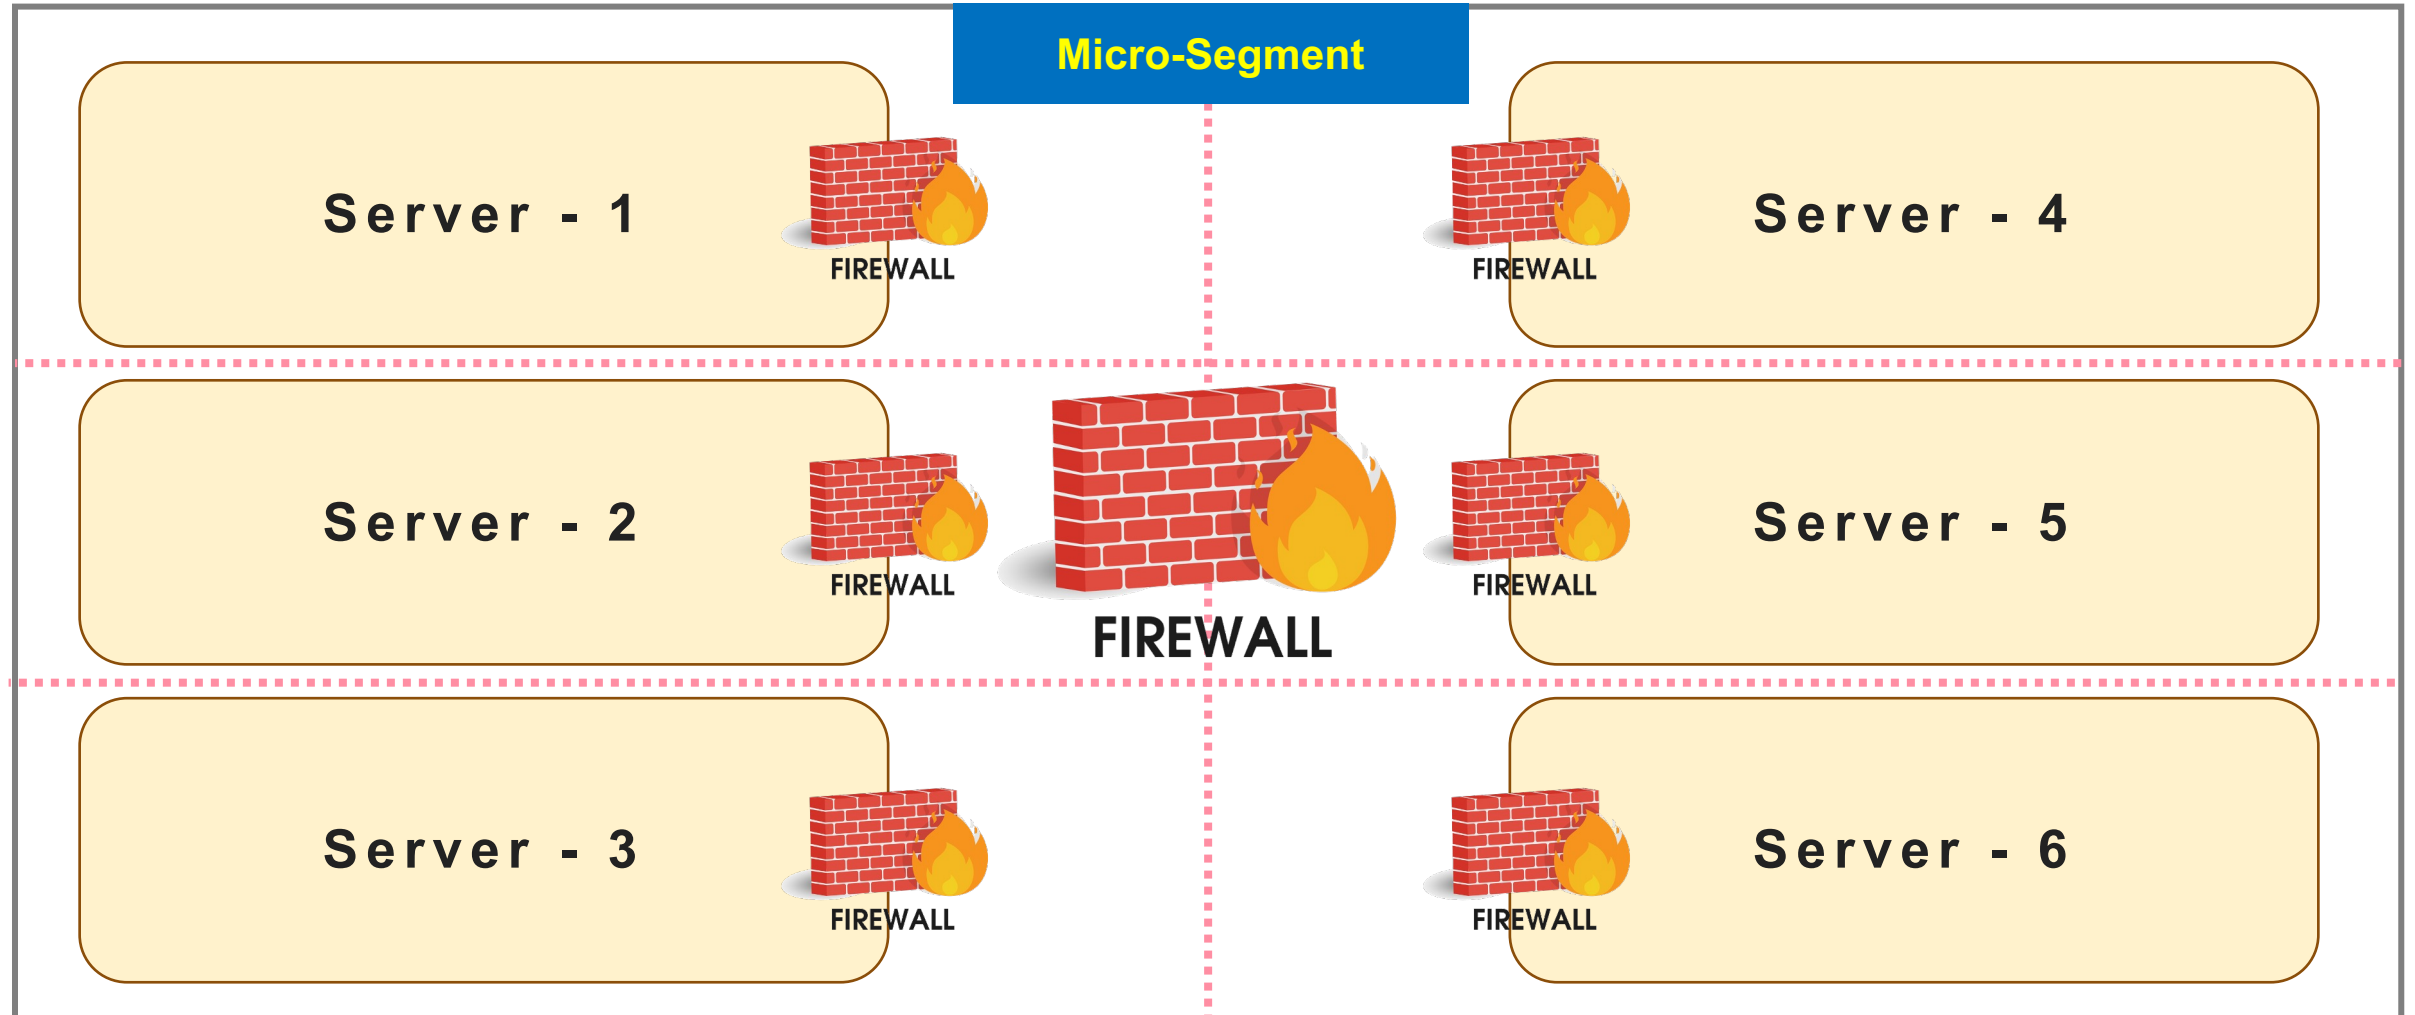 Micro-Segment
Server - 1
FIREWALL
FIREWALL
Server - 4
Server - 2
FIREWALL
FIREWALL
FIREWALL
Server - 5
Server - 3
FIREWALL
FIREWALL
Server - 6